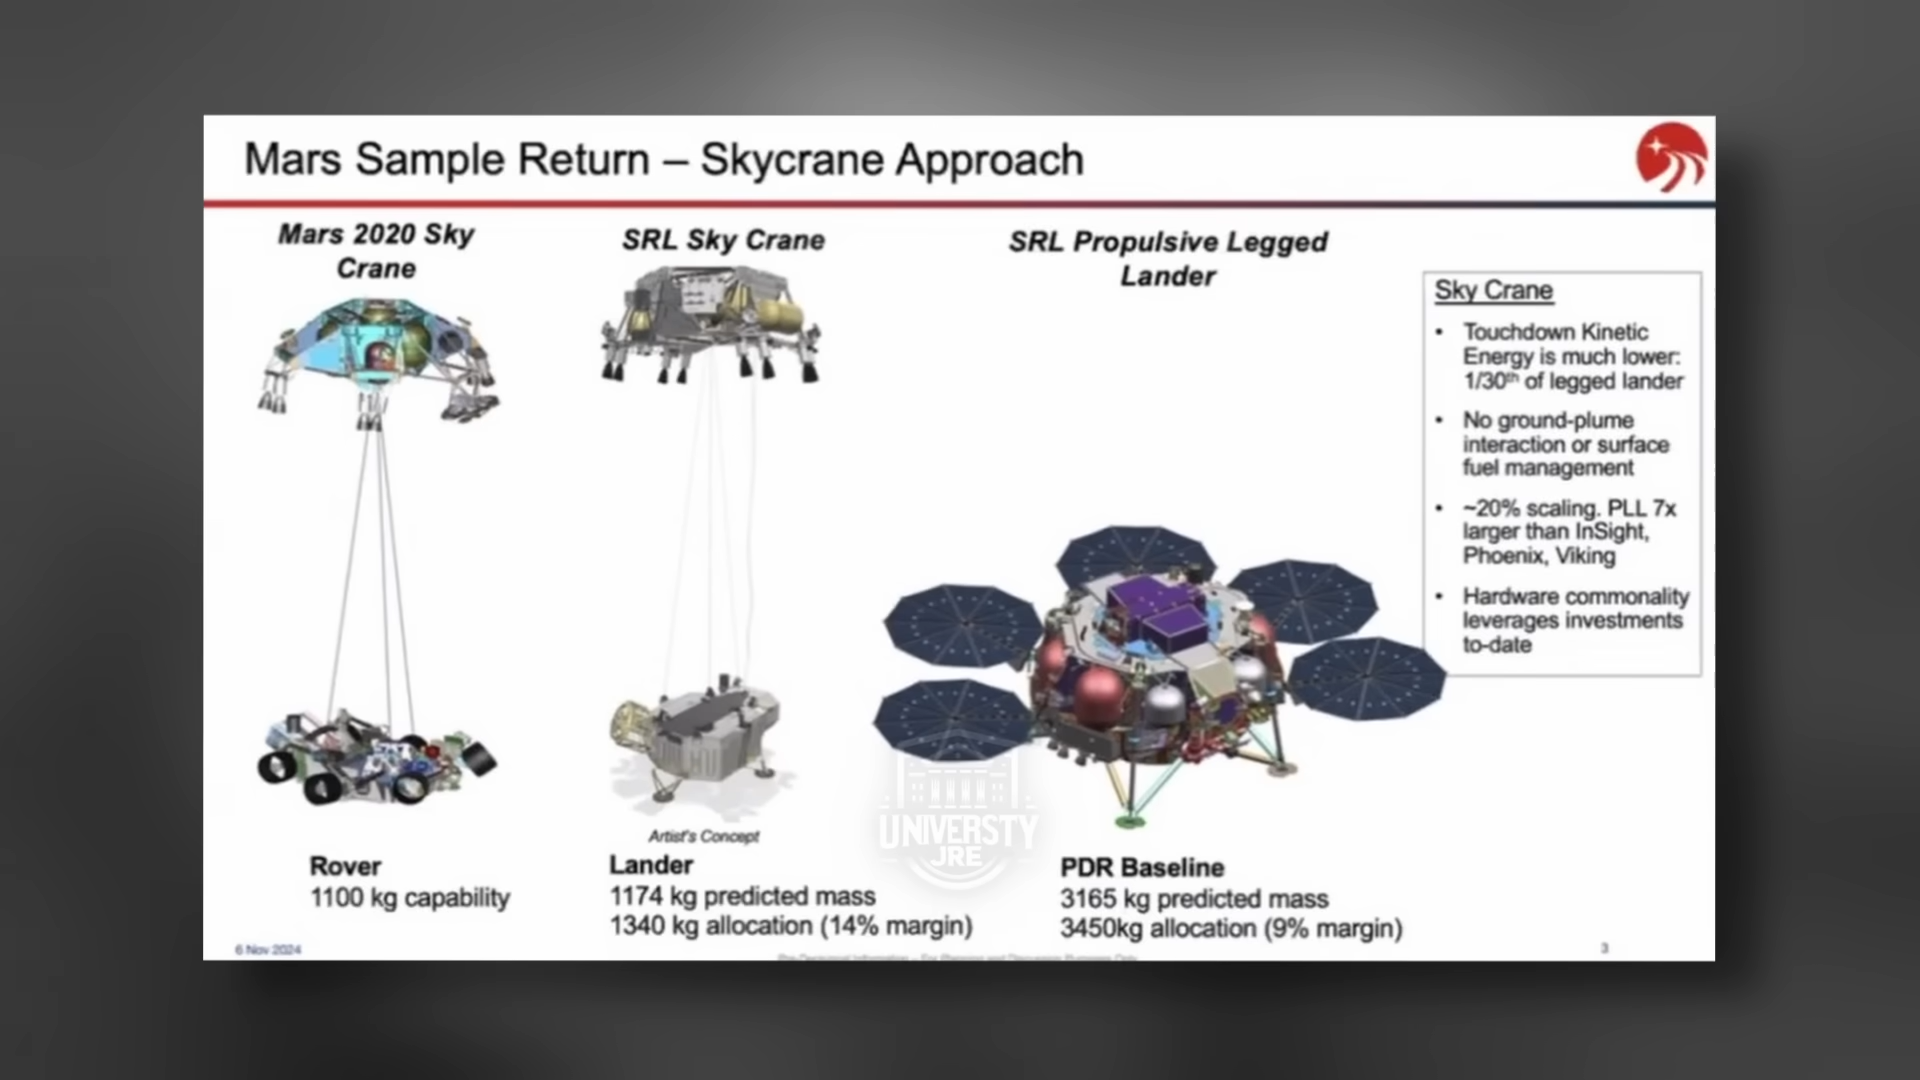 Mars Sample Return – Skycrane Approach
Mars 2020 Sky
Crane
SRL Sky Crane
SRL Propulsive Legged
Lander
Sky Crane
• Touchdown Kinetic
Energy is much lower:
1/30th of legged lander
• No ground-plume
interaction or surface
fuel management
• ~20% scaling. PLL 7x
larger than InSight,
Phoenix, Viking
• Hardware commonality
leverages investments
to-date
Artist's Concept
UNIVERSTY
JRE
Rover
1100 kg capability
Lander
1174 kg predicted mass
1340 kg allocation (14% margin)
PDR Baseline
3165 kg predicted mass
3450kg allocation (9% margin)
6 Nov 2024
3